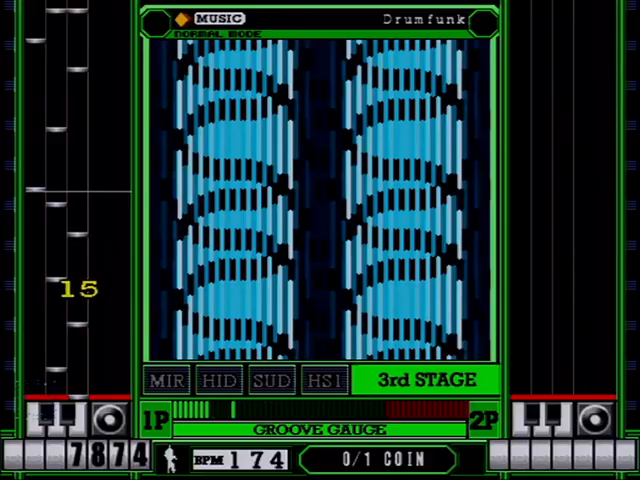 MUSIC Drumfunk
NORMAL MODE
15
MIR HID SUD HS1 3rd STAGE
1P 2P
GROOVE GAUGE
7874 BPM 174 0/1 COIN